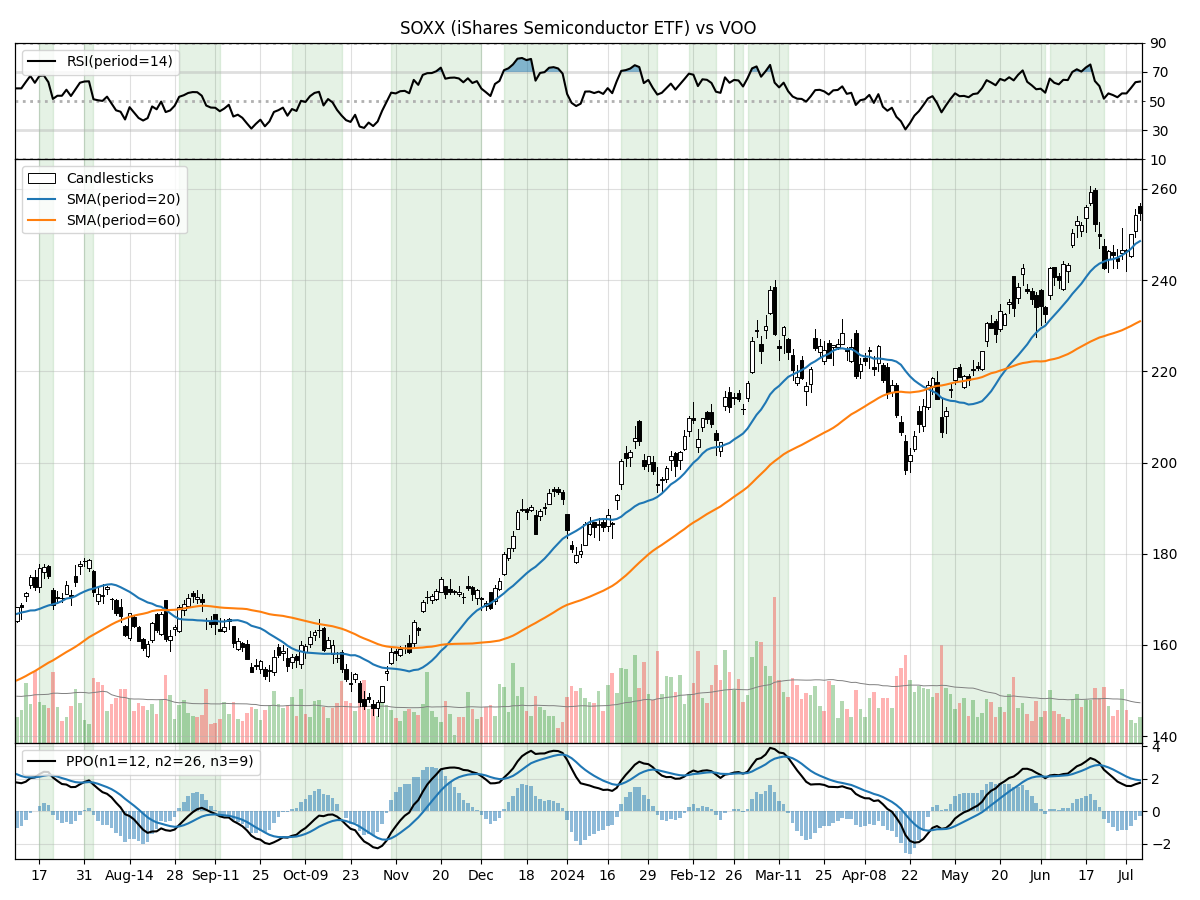 SOXX (iShares Semiconductor ETF) vs VOO
RSI(period=14)
90
70
50
30
10
Candlesticks
SMA(period=20)
SMA(period=60)
260
240
220
200
180
160
140
PPO(n1=12, n2=26, n3=9)
4
2
0
−2
17 31 Aug-14 28 Sep-11 25 Oct-09 23 Nov 20 Dec 18 2024 16 29 Feb-12 26 Mar-11 25 Apr-08 22 May 20 Jun 17 Jul